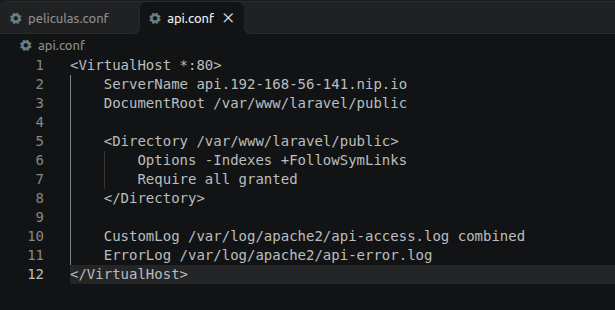 peliculas.conf
api.conf
api.conf
1 <VirtualHost *:80>
2     ServerName api.192-168-56-141.nip.io
3     DocumentRoot /var/www/laravel/public
4
5     <Directory /var/www/laravel/public>
6         Options -Indexes +FollowSymLinks
7         Require all granted
8     </Directory>
9
10     CustomLog /var/log/apache2/api-access.log combined
11     ErrorLog /var/log/apache2/api-error.log
12 </VirtualHost>